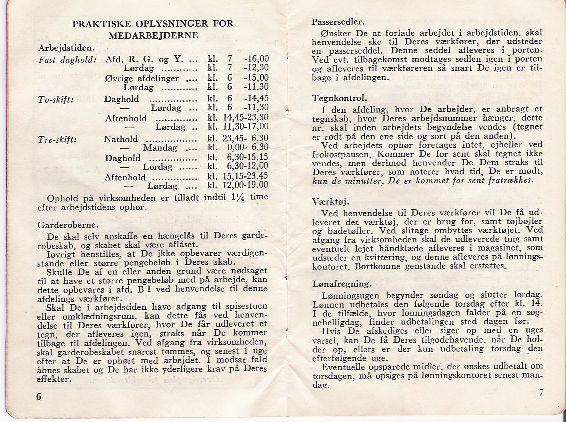 PRAKTISKE OPLYSNINGER FOR
MEDARBEJDERNE
Arbejdstiden.
Fast daghold: Afd. R. G. og Y. ... kl. 7 -16,00
Lørdag ... kl. 7 -12,30
Øvrige afdelinger ... kl. 6 -15,00
Lørdag ... kl. 6 -11,30
To-skift: Daghold ............... kl. 6 -14,45
— Lørdag ... kl. 6 -11,30
Aftenhold ............ kl. 14,45-23,30
— Lørdag .. kl. 11,30-17,00
Tre-skift: Nathold ............... kl. 23,45- 6,30
— Mandag ... kl. 0,00- 6,30
Daghold ............... kl. 6,30-15,15
— Lørdag ... kl. 6,30-12,00
Aftenhold ............ kl. 15,15-23,45
— Lørdag .... kl. 12,00-19,00
Ophold på virksomheden er tilladt indtil 1¼ time
efter arbejdstidens ophør.
Garderoberne.
De skal selv anskaffe en hængelås til Deres garde-
robeskab, og skabet skal være aflåset.
Iøvrigt henstilles, at De ikke opbevarer værdigen-
stande eller større pengebeløb i Deres skab.
Skulle De af en eller anden grund være nødsaget
til at have et større pengebeløb med på arbejde, kan
dette opbevares i afd. B 1 ved henvendelse til denne
afdelings værkfører.
Skal De i arbejdstiden have adgang til spisestuen
eller omklædningsrum, kan dette fås ved henven-
delse til Deres værkfører, hvor De får udleveret et
tegn, der afleveres igen, straks når De kommer
tilbage til afdelingen. Ved afgang fra virksomheden,
skal garderobeskabet snarest tømmes, og senest 1 uge
efter at De er ophørt med arbejdet. I modsat fald
åbnes skabet og De har ikke yderligere krav på Deres
effekter.
6
Passersedler.
Ønsker De at forlade arbejdet i arbejdstiden, skal
henvendelse ske til Deres værkfører, der udsteder
en passerseddel. Denne seddel afleveres i porten.
Ved evt. tilbagekomst modtages sedlen igen i porten
og afleveres til værkføreren så snart De igen er til-
bage i afdelingen.
Tegnkontrol.
I den afdeling, hvor De arbejder, er anbragt et
tegnskab, hvor Deres arbejdsnummer hænger, dette
nr. skal inden arbejdets begyndelse vendes (tegnet
er rødt på den ene side og sort på den anden).
Ved arbejdets ophør foretages intet, ejheller ved
frokostpausen. Kommer De for sent skal tegnet ikke
vendes, men derimod henvender De Dem straks til
Deres værkfører, som noterer hvad tid, De er mødt,
kun de minutter, De er kommet for sent fratrækkes.
Værktøj.
Ved henvendelse til Deres værkfører vil De få ud-
leveret det værktøj, der er brug for, samt tøjbøjler
og badetøfler. Ved slitage ombyttes værktøjet. Ved
afgang fra virksomheden skal de udleverede ting samt
eventuelt lejet håndklæde afleveres i magasinet, som
udsteder en kvittering, og denne afleveres på lønnings-
kontoret. Bortkomne genstande skal erstattes.
Lønafregning.
Lønningsugen begynder søndag og slutter lørdag.
Lønnen udbetales den følgende torsdag efter kl. 14.
I de tilfælde, hvor lønningsdagen falder på en søg-
nehelligdag, finder udbetalingen sted dagen før.
Hvis De afskediges eller siger op med en uges
varsel, kan De få Deres tilgodehavende, når De hol-
der op, ellers er der kun udbetaling torsdag den
efterfølgende uge.
Eventuelle opsparede midler, der ønskes udbetalt om
torsdagen, må opsiges på lønningskontoret senest man-
dag.
7